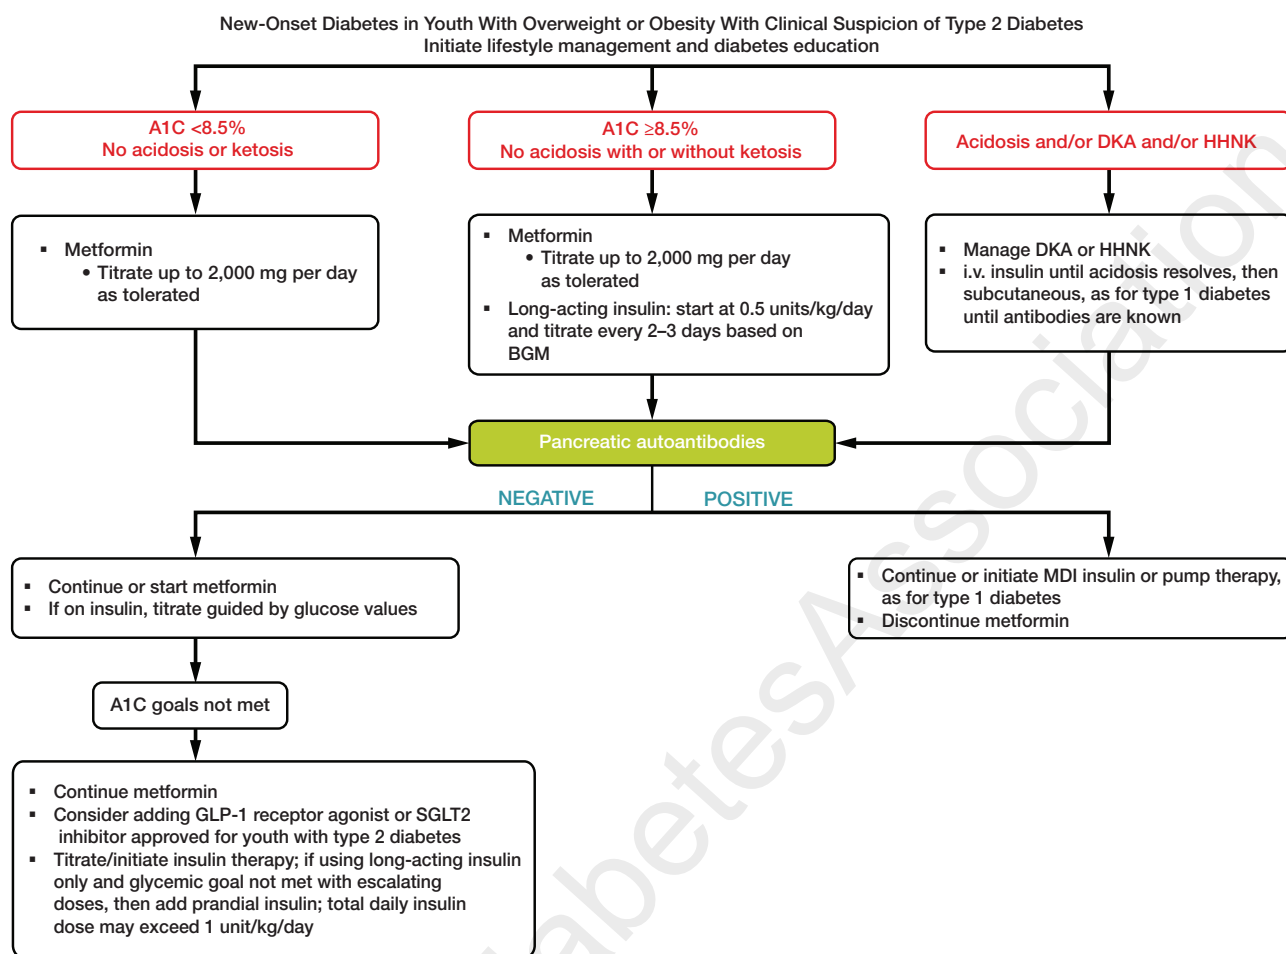 New-Onset Diabetes in Youth With Overweight or Obesity With Clinical Suspicion of Type 2 Diabetes
Initiate lifestyle management and diabetes education
A1C <8.5%
No acidosis or ketosis
A1C ≥8.5%
No acidosis with or without ketosis
Acidosis and/or DKA and/or HHNK
▪ Metformin
• Titrate up to 2,000 mg per day
as tolerated
▪ Metformin
• Titrate up to 2,000 mg per day
as tolerated
▪ Long-acting insulin: start at 0.5 units/kg/day
and titrate every 2–3 days based on
BGM
▪ Manage DKA or HHNK
▪ i.v. insulin until acidosis resolves, then
subcutaneous, as for type 1 diabetes
until antibodies are known
Pancreatic autoantibodies
NEGATIVE
POSITIVE
▪ Continue or start metformin
▪ If on insulin, titrate guided by glucose values
▪ Continue or initiate MDI insulin or pump therapy,
as for type 1 diabetes
▪ Discontinue metformin
A1C goals not met
▪ Continue metformin
▪ Consider adding GLP-1 receptor agonist or SGLT2
inhibitor approved for youth with type 2 diabetes
▪ Titrate/initiate insulin therapy; if using long-acting insulin
only and glycemic goal not met with escalating
doses, then add prandial insulin; total daily insulin
dose may exceed 1 unit/kg/day
abetesAssociation